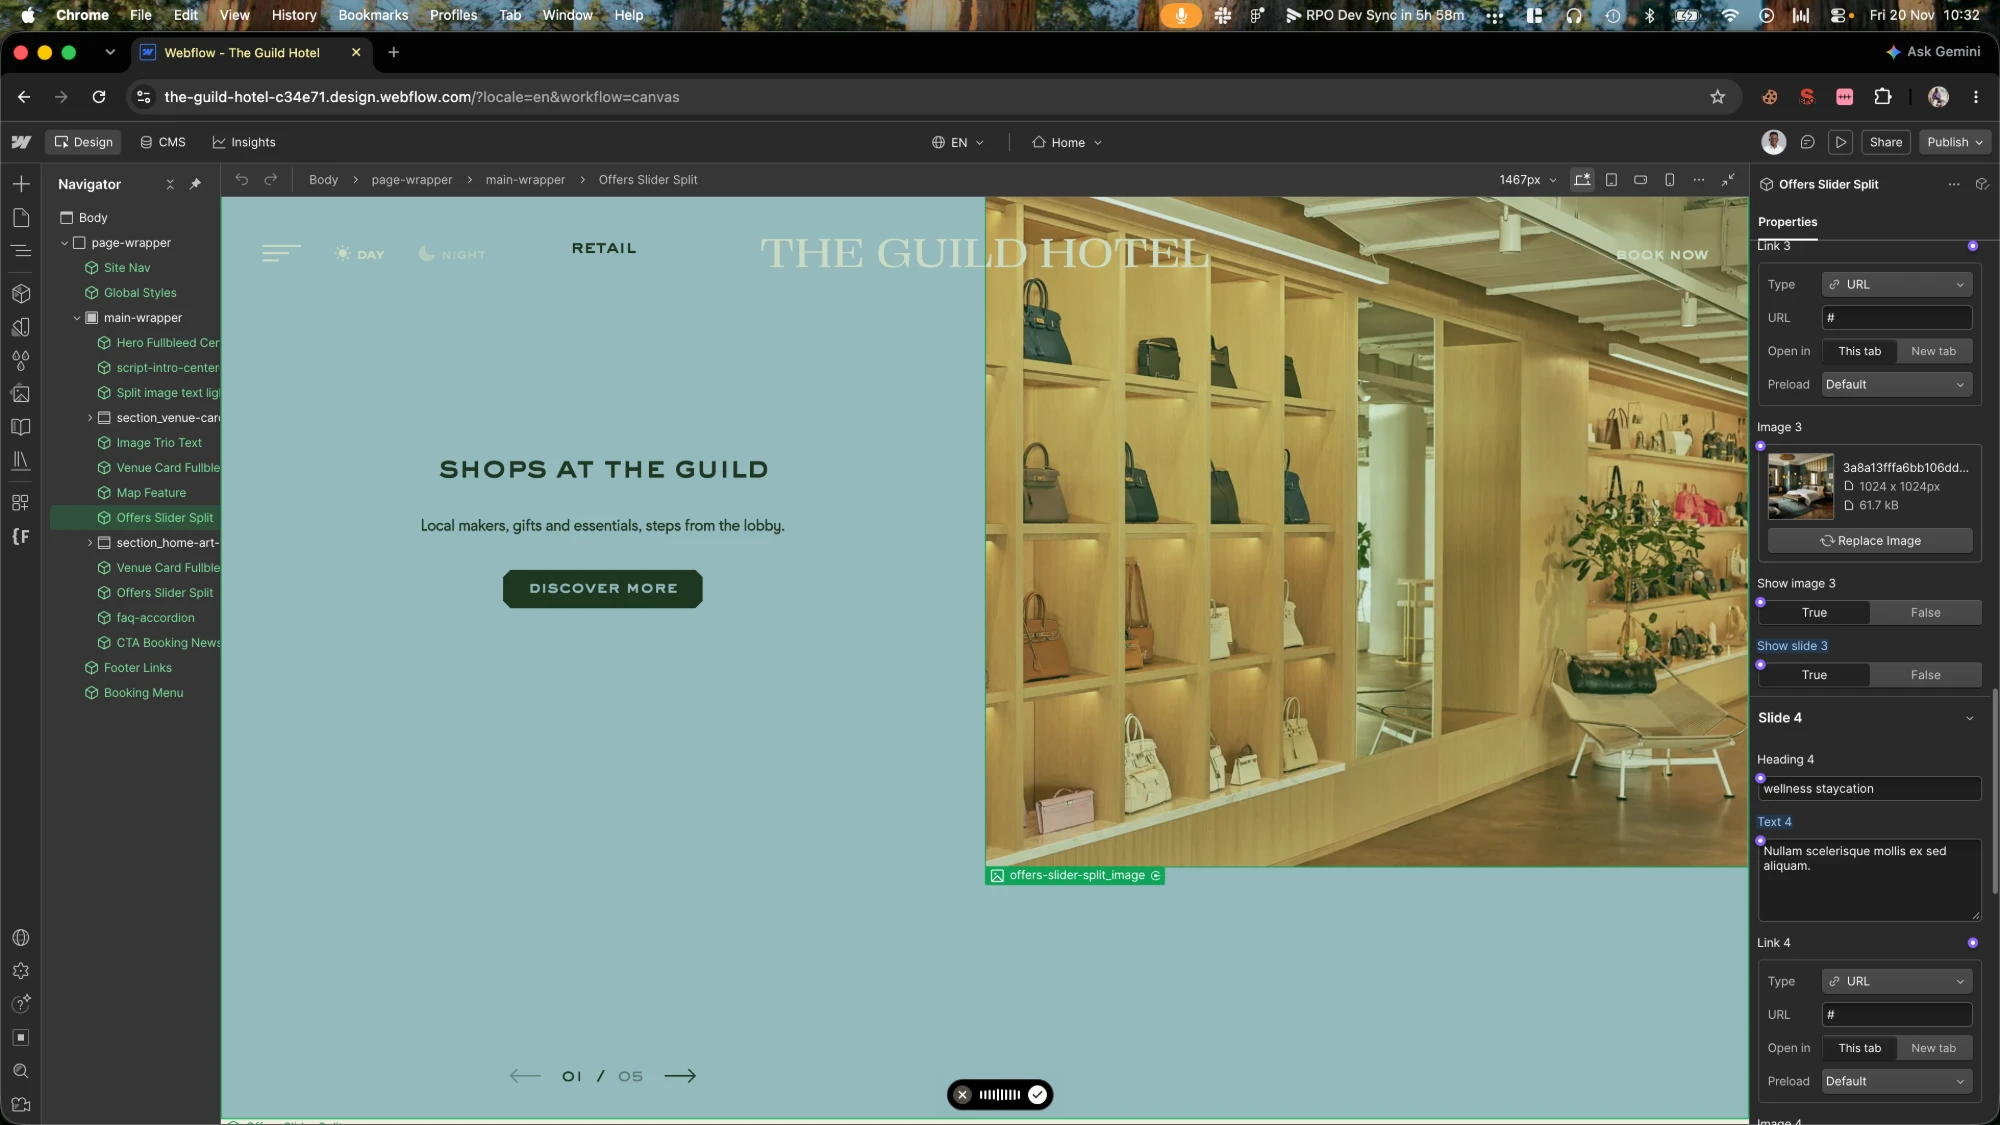 Chrome File Edit View History Bookmarks Profiles Tab Window Help
RPO Dev Sync in 5h 58m
Fri 20 Nov 10:32
Webflow - The Guild Hotel
Ask Gemini
the-guild-hotel-c34e71.design.webflow.com/?locale=en&workflow=canvas
Design
CMS
Insights
EN
Home
Share
Publish
Navigator
Body
page-wrapper
Site Nav
Global Styles
main-wrapper
Hero Fullbleed Cer
script-intro-center
Split image text lig
section_venue-car
Image Trio Text
Venue Card Fullble
Map Feature
Offers Slider Split
section_home-art-
Venue Card Fullble
Offers Slider Split
faq-accordion
CTA Booking News
Footer Links
Booking Menu
Body > page-wrapper > main-wrapper > Offers Slider Split
1467px
DAY
NIGHT
RETAIL
THE GUILD HOTEL
BOOK NOW
SHOPS AT THE GUILD
Local makers, gifts and essentials, steps from the lobby.
DISCOVER MORE
01 / 05
offers-slider-split_image
Offers Slider Split
Offers Slider Split
Properties
Link 3
Type
URL
URL
#
Open in
This tab
New tab
Preload
Default
Image 3
3a8a13fffa6bb106dd...
1024 x 1024px
61.7 kB
Replace Image
Show image 3
True
False
Show slide 3
True
False
Slide 4
Heading 4
wellness staycation
Text 4
Nullam scelerisque mollis ex sed
aliquam.
Link 4
Type
URL
URL
#
Open in
This tab
New tab
Preload
Default
Image 4